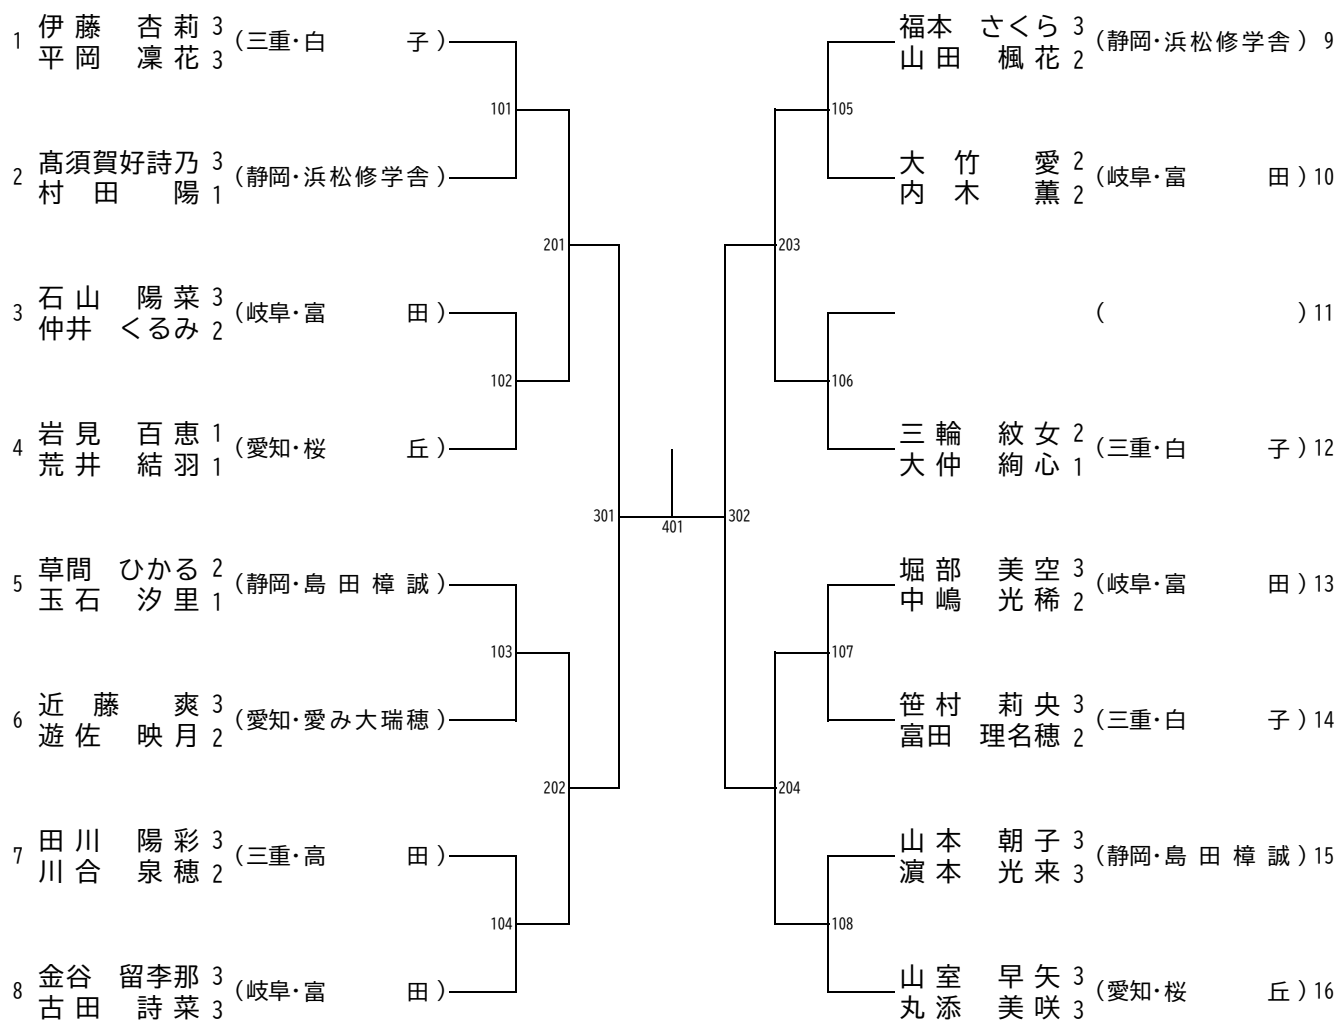 1 伊藤 杏莉 3 (三重・白 子)
平岡 凜花 3
101
2 髙須賀好詩乃 3 (静岡・浜松修学舎)
村田 陽 1
201
3 石山 陽菜 3 (岐阜・富 田)
仲井 くるみ 2
102
4 岩見 百恵 1 (愛知・桜 丘)
荒井 結羽 1
301
5 草間 ひかる 2 (静岡・島田樟誠)
玉石 汐里 1
103
6 近藤 爽 3 (愛知・愛み大瑞穂)
遊佐 映月 2
202
7 田川 陽彩 3 (三重・高 田)
川合 泉穂 2
104
8 金谷 留李那 3 (岐阜・富 田)
古田 詩菜 3
401
福本 さくら 3 (静岡・浜松修学舎) 9
山田 楓花 2
105
大竹 愛 2 (岐阜・富 田) 10
内木 薫 2
203
( ) 11
106
三輪 紋女 2 (三重・白 子) 12
大仲 絢心 1
302
堀部 美空 3 (岐阜・富 田) 13
中嶋 光稀 2
107
笹村 莉央 3 (三重・白 子) 14
富田 理名穂 2
204
山本 朝子 3 (静岡・島田樟誠) 15
濵本 光来 3
108
山室 早矢 3 (愛知・桜 丘) 16
丸添 美咲 3